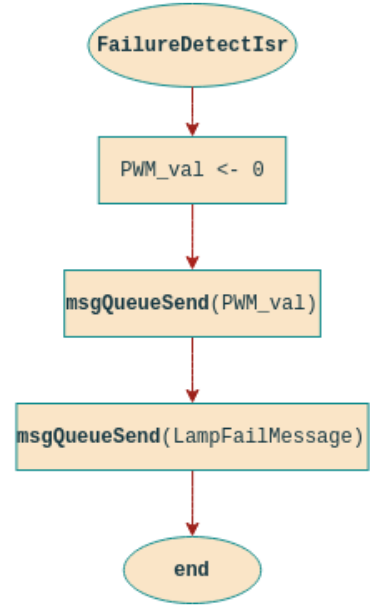 FailureDetectIsr
PWM_val <- 0
msgQueueSend(PWM_val)
msgQueueSend(LampFailMessage)
end